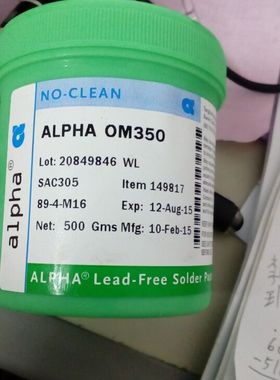 NO-CLEAN
ALPHA OM350
Lot: 20849846 WL
SAC305 Item 149817
89-4-M16 Exp: 12-Aug-15
Net: 500 Gms Mfg: 10-Feb-15
ALPHA® Lead-Free Solder
alpha®